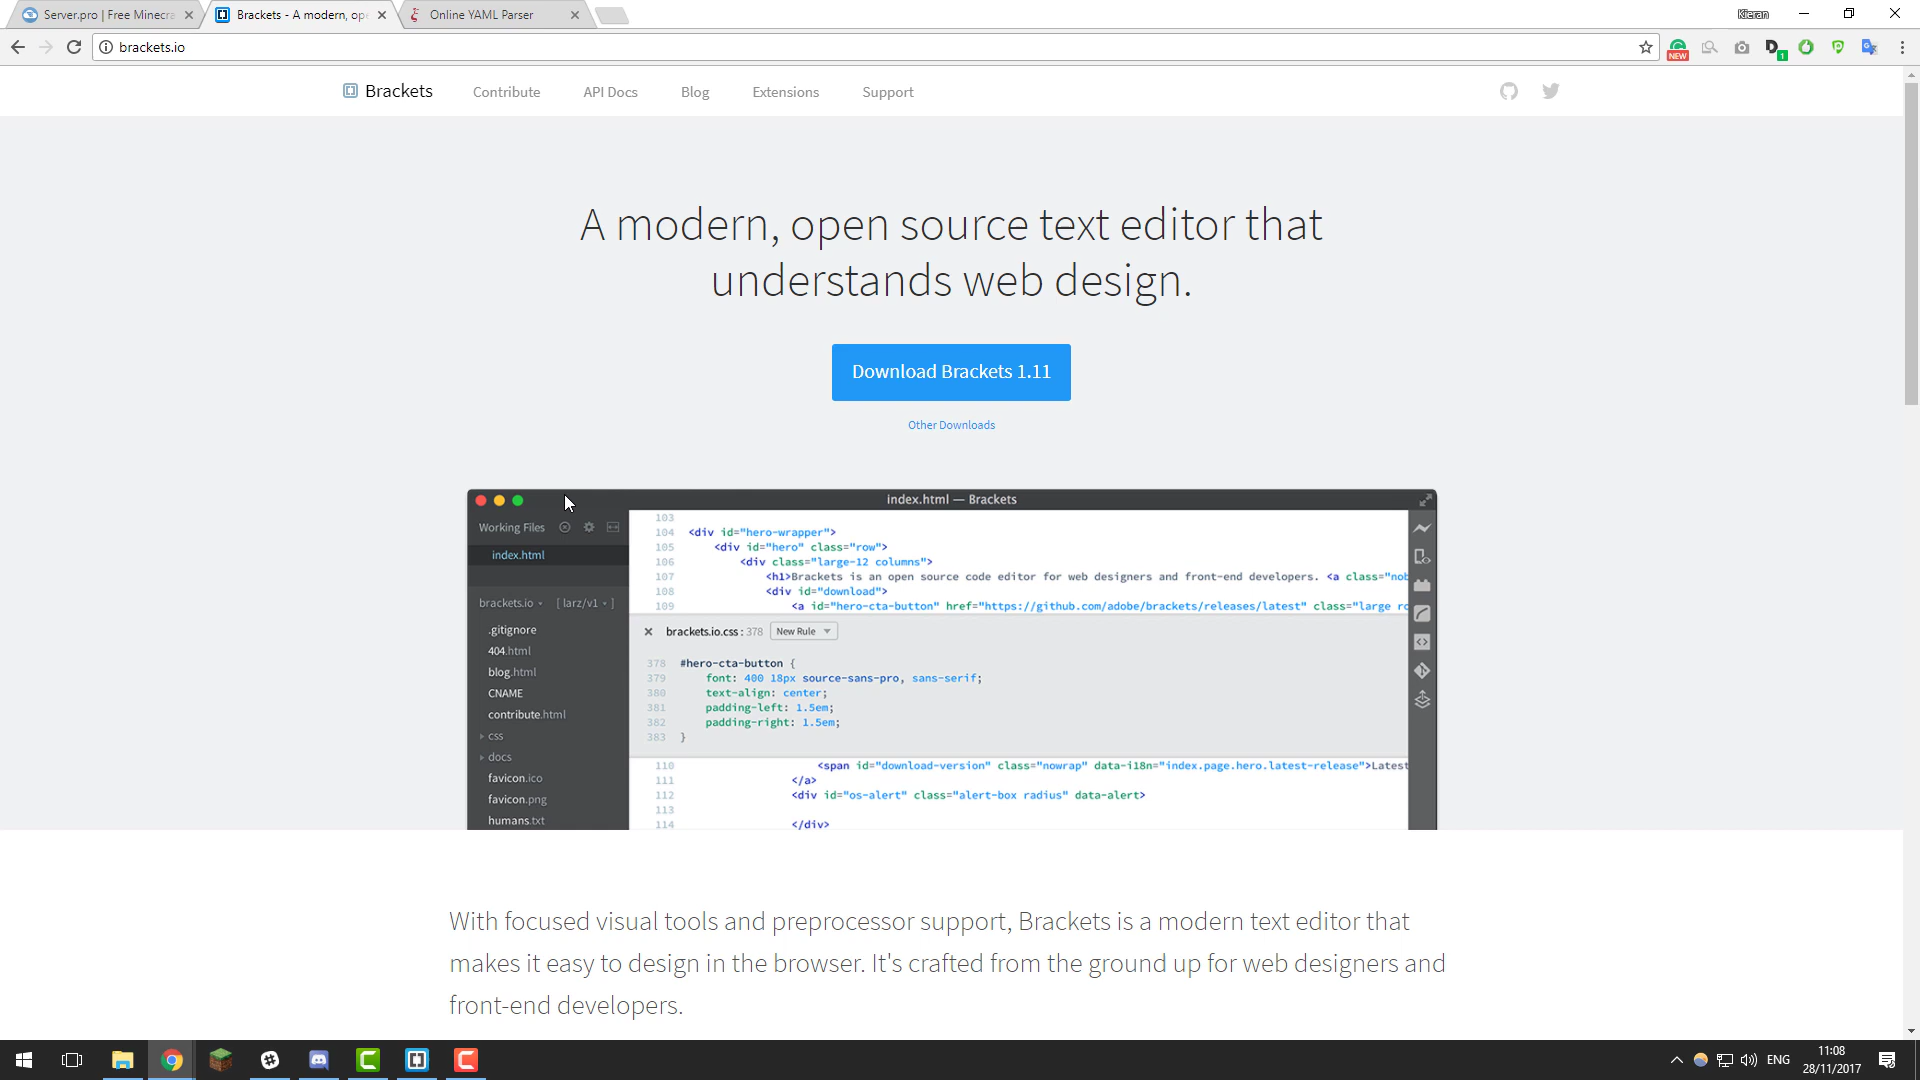 Server.pro | Free Minecra
Brackets - A modern, ope
Online YAML Parser
Kieran
brackets.io
NEW
1
Brackets
Contribute
API Docs
Blog
Extensions
Support
A modern, open source text editor that
understands web design.
Download Brackets 1.11
Other Downloads
index.html — Brackets
Working Files
index.html
brackets.io
[ larz/v1 ]
.gitignore
404.html
blog.html
CNAME
contribute.html
css
docs
favicon.ico
favicon.png
humans.txt
103
104 <div id="hero-wrapper">
105 <div id="hero" class="row">
106 <div class="large-12 columns">
107 <h1>Brackets is an open source code editor for web designers and front-end developers. <a class="nob
108 <div id="download">
109 <a id="hero-cta-button" href="https://github.com/adobe/brackets/releases/latest" class="large ro
brackets.io.css : 378 New Rule
378 #hero-cta-button {
379 font: 400 18px source-sans-pro, sans-serif;
380 text-align: center;
381 padding-left: 1.5em;
382 padding-right: 1.5em;
383 }
110 <span id="download-version" class="nowrap" data-i18n="index.page.hero.latest-release">Latest
111 </a>
112 <div id="os-alert" class="alert-box radius" data-alert>
113
114 </div>
With focused visual tools and preprocessor support, Brackets is a modern text editor that
makes it easy to design in the browser. It's crafted from the ground up for web designers and
front-end developers.
ENG
11:08
28/11/2017